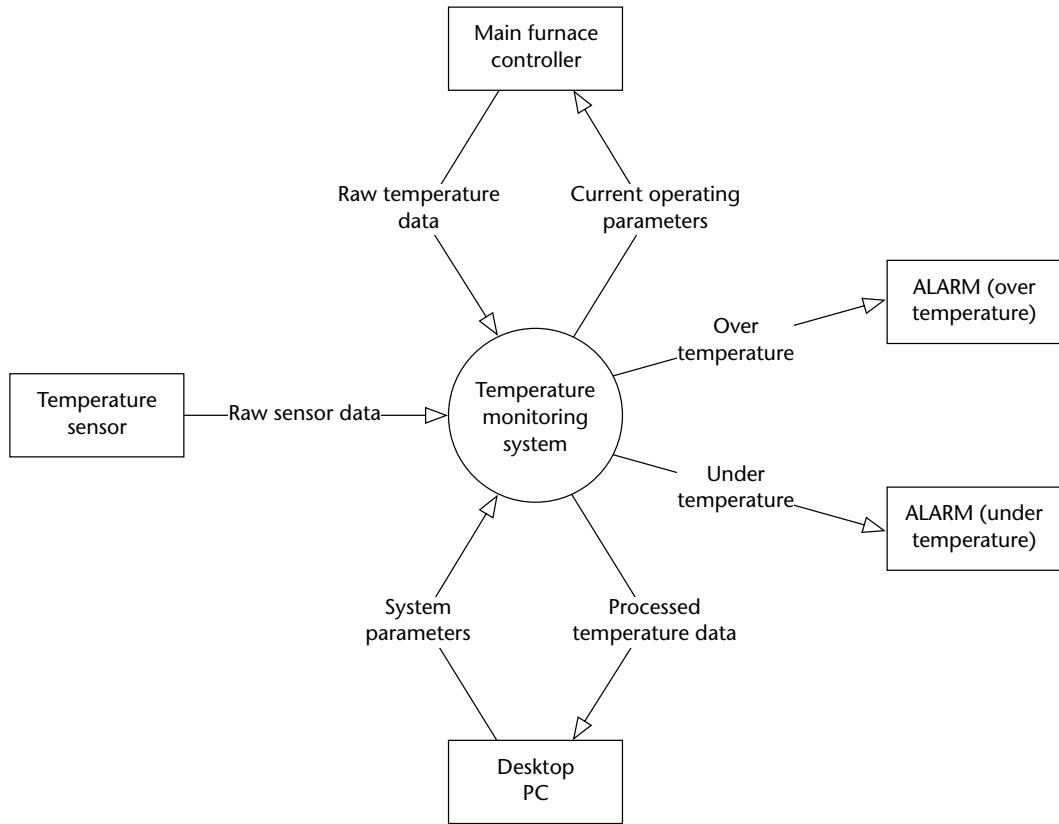 Main furnace
controller
Raw temperature
data
Current operating
parameters
ALARM (over
temperature)
Over
temperature
Temperature
sensor
Raw sensor data
Temperature
monitoring
system
Under
temperature
ALARM (under
temperature)
System
parameters
Processed
temperature data
Desktop
PC